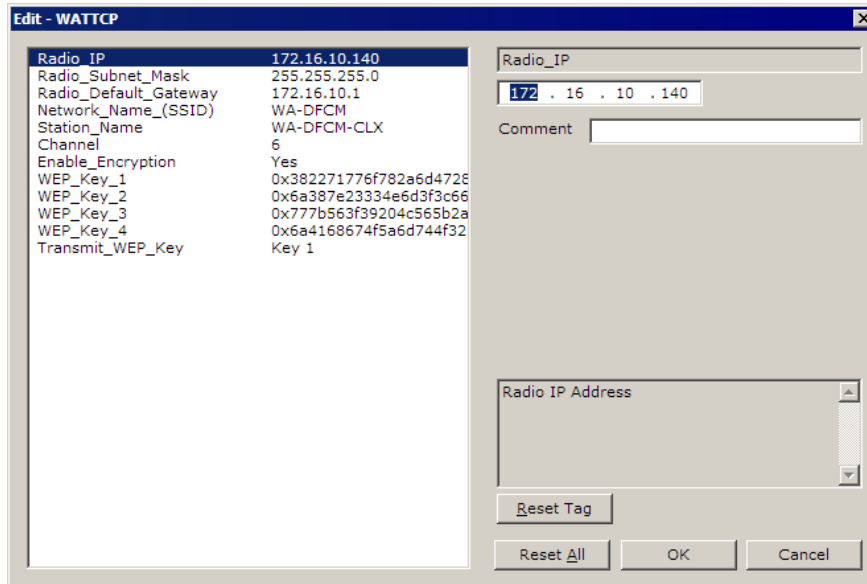 Edit - WATTCP
Radio_IP 172.16.10.140
Radio_Subnet_Mask 255.255.255.0
Radio_Default_Gateway 172.16.10.1
Network_Name_(SSID) WA-DFCM
Station_Name WA-DFCM-CLX
Channel 6
Enable_Encryption Yes
WEP_Key_1 0x382271776f782a6d4728
WEP_Key_2 0x6a387e23334e6d3f3c66
WEP_Key_3 0x777b563f39204c565b2a
WEP_Key_4 0x6a4168674f5a6d744f32
Transmit_WEP_Key Key 1
Radio_IP
172 . 16 . 10 . 140
Comment
Radio IP Address
Reset Tag
Reset All OK Cancel